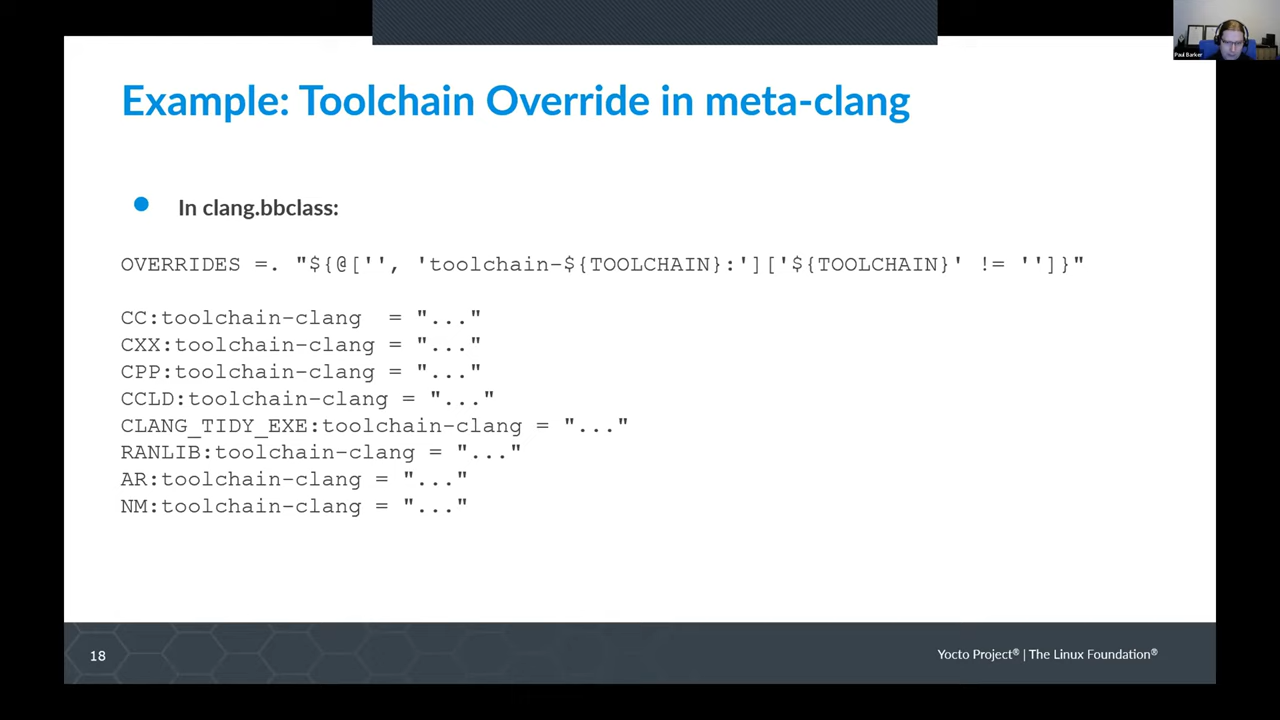 Paul Barker
Example: Toolchain Override in meta-clang
In clang.bbclass:
OVERRIDES =. "${@['', 'toolchain-${TOOLCHAIN}:']['${TOOLCHAIN}' != '']}"
CC:toolchain-clang  = "..."
CXX:toolchain-clang = "..."
CPP:toolchain-clang = "..."
CCLD:toolchain-clang = "..."
CLANG_TIDY_EXE:toolchain-clang = "..."
RANLIB:toolchain-clang = "..."
AR:toolchain-clang = "..."
NM:toolchain-clang = "..."
18
Yocto Project® | The Linux Foundation®